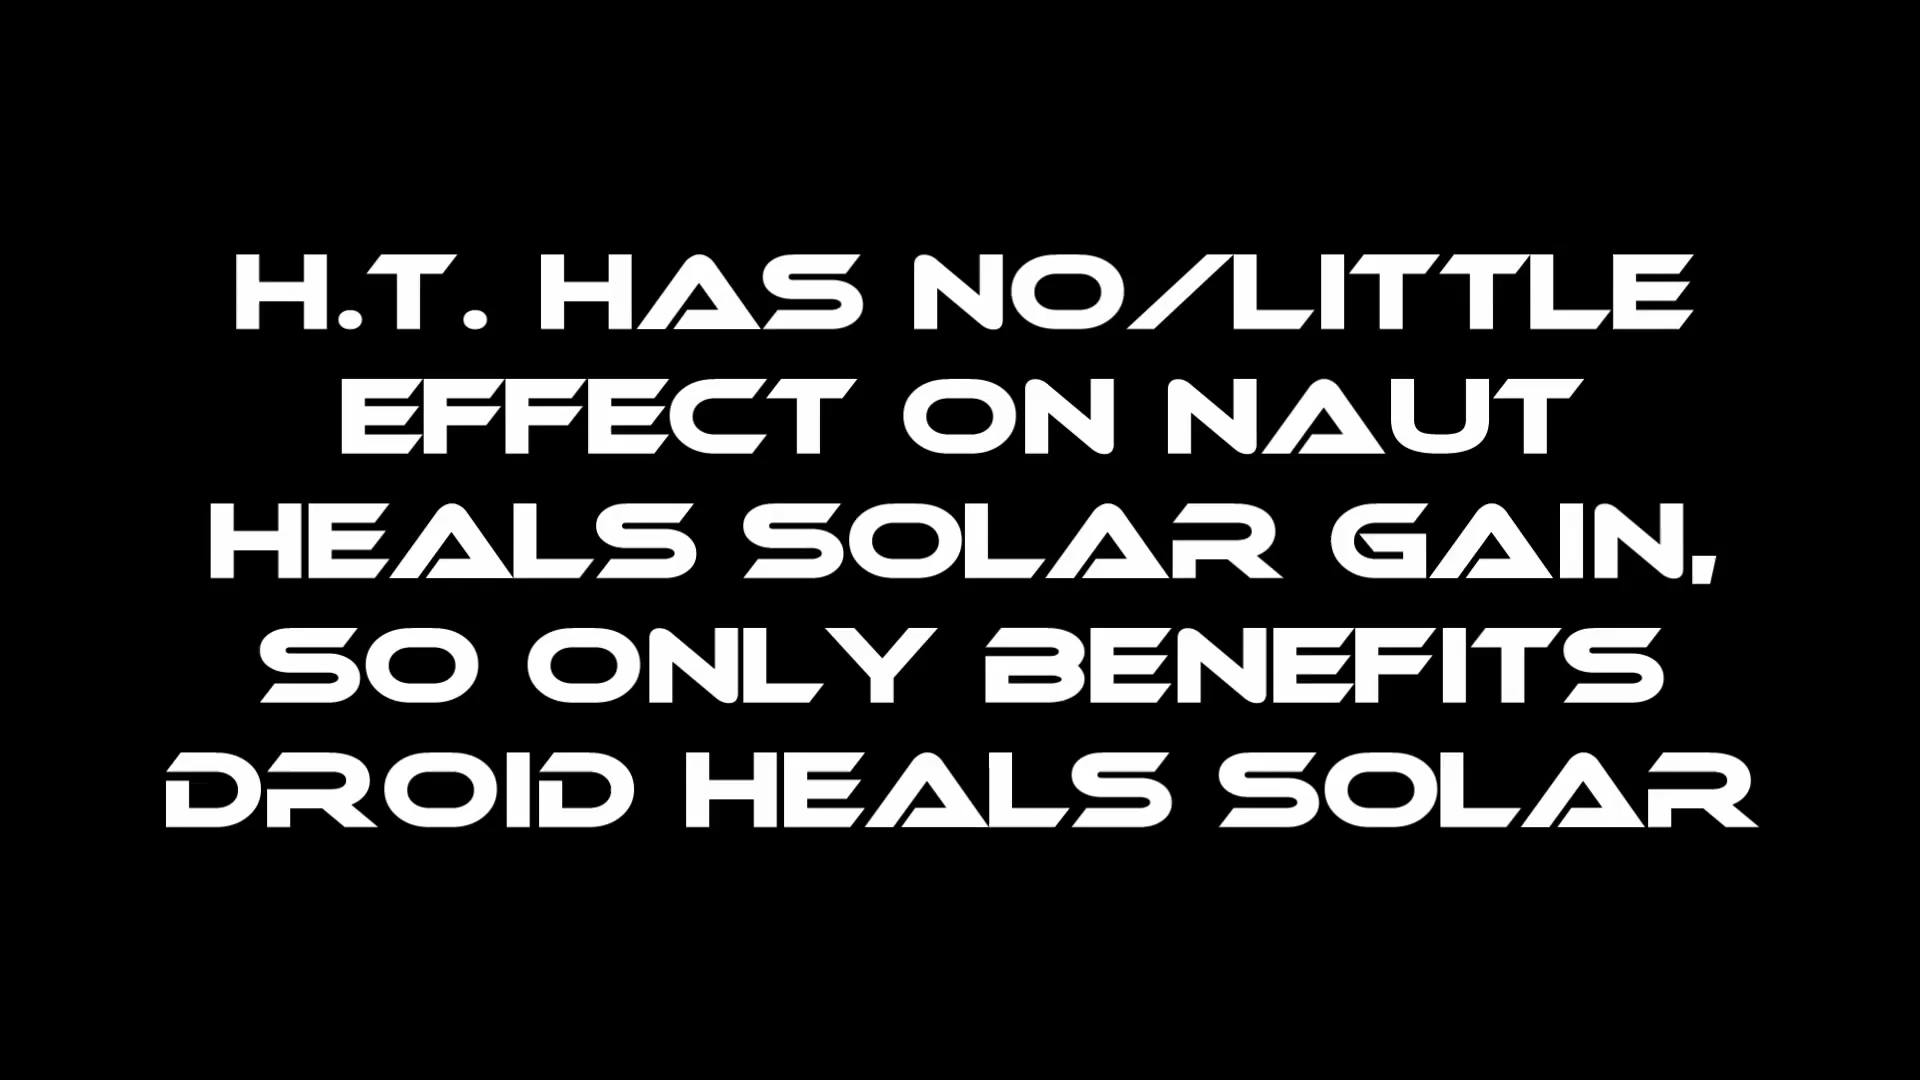 H.T. HAS NO/LITTLE
EFFECT ON NAUT
HEALS SOLAR GAIN,
SO ONLY BENEFITS
DROID HEALS SOLAR